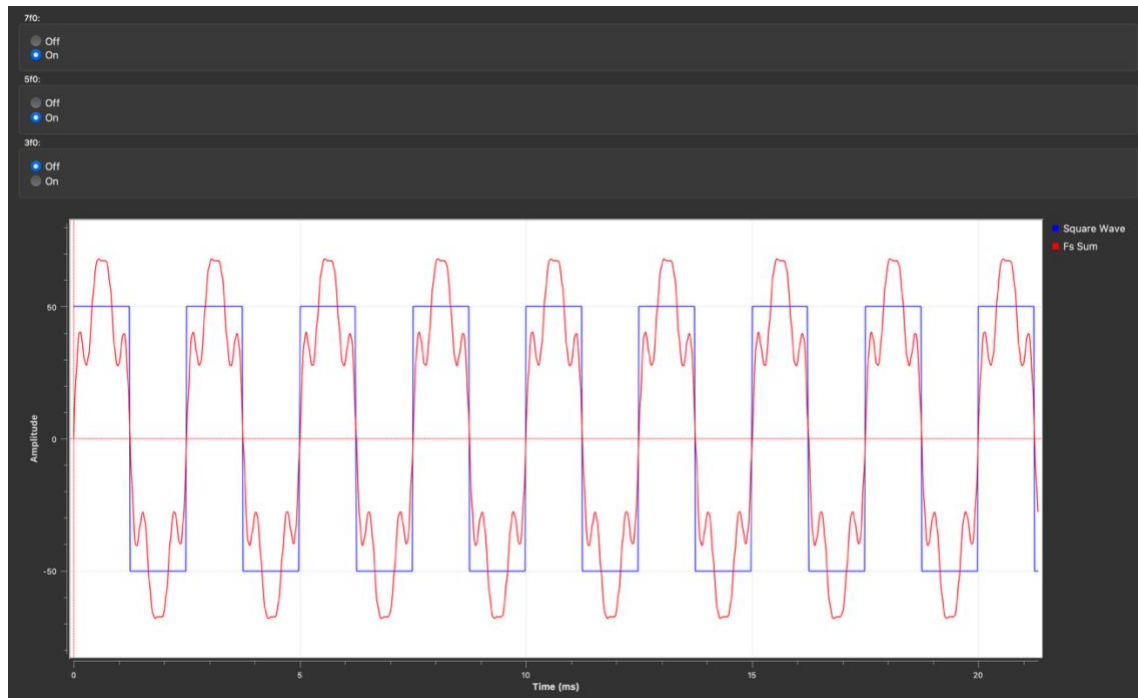 7f0:
Off
On
5f0:
Off
On
3f0:
Off
On
Square Wave
Fs Sum
50
0
-50
Amplitude
0
5
10
15
20
Time (ms)